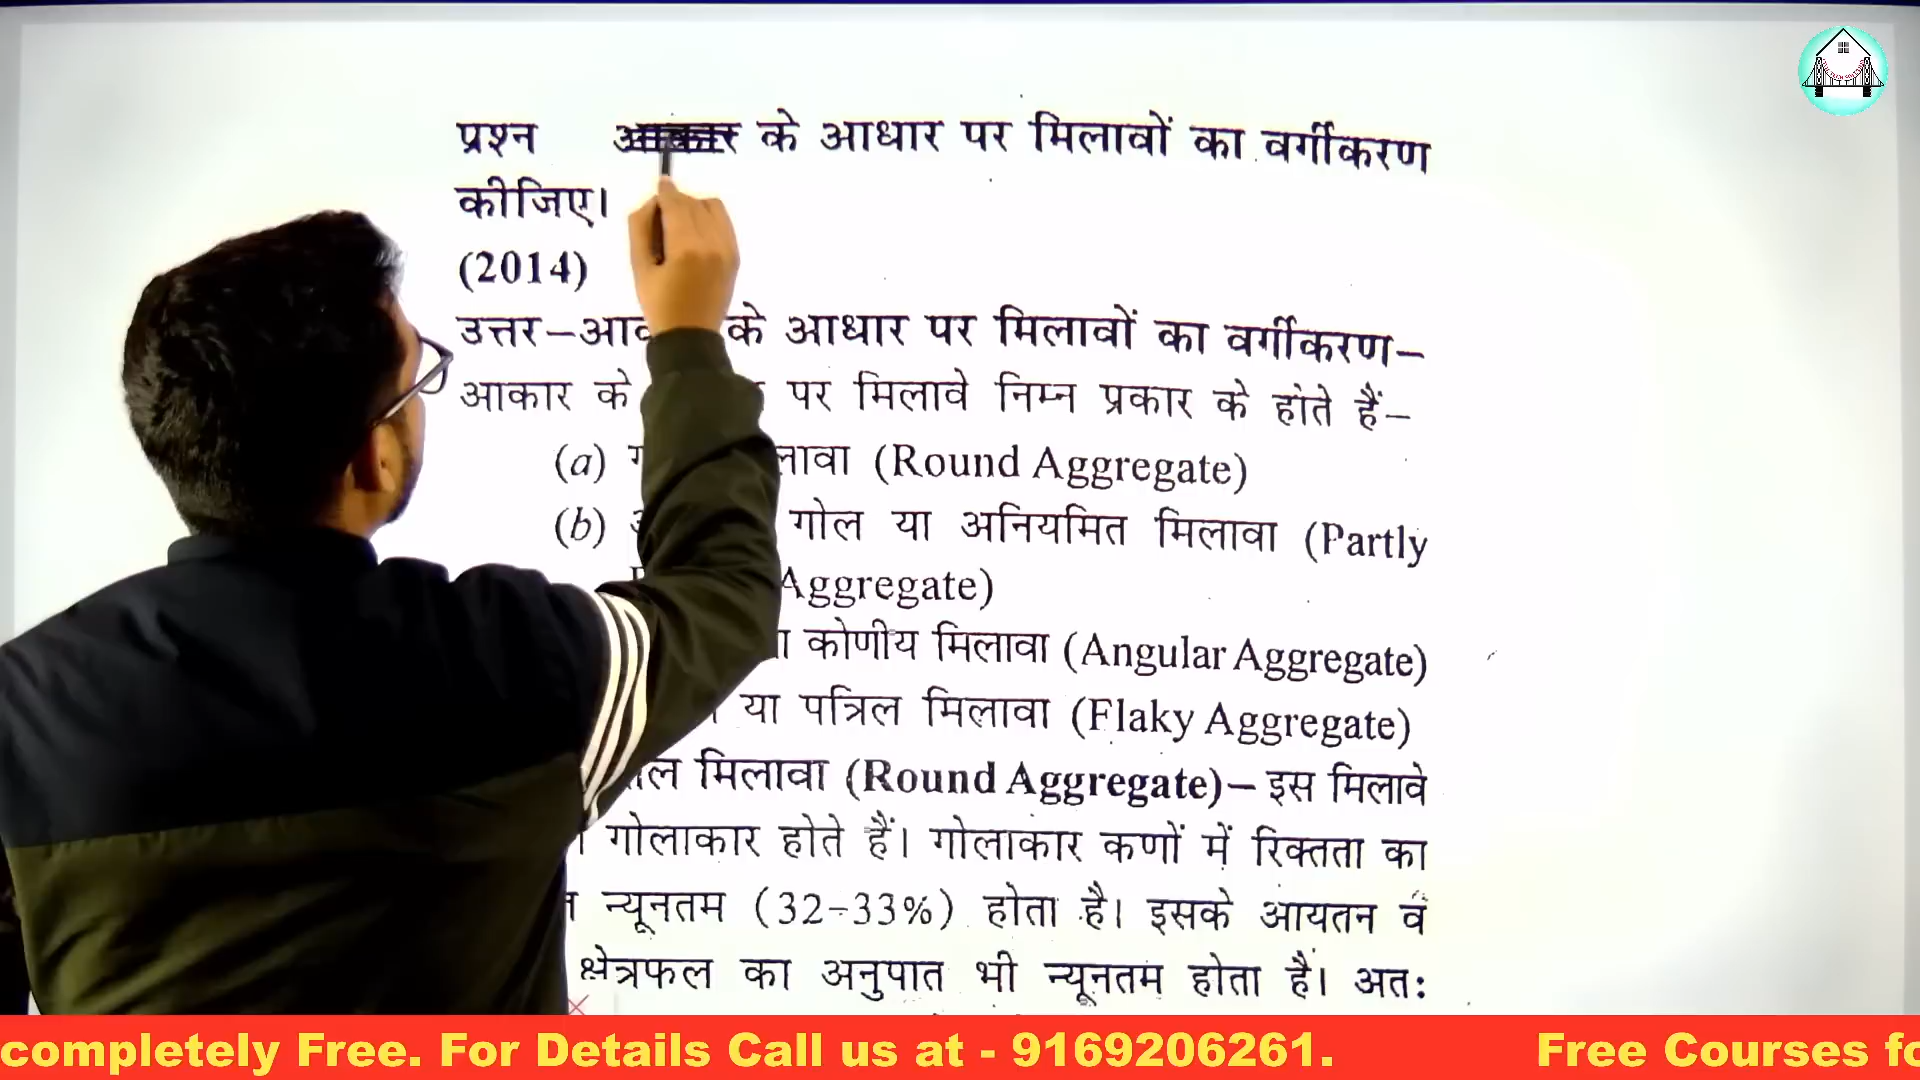 प्रश्न आकार के आधार पर मिलावों का वर्गीकरण
कीजिए।
(2014)
उत्तर– के आधार पर मिलावों का वर्गीकरण–
आकार के पर मिलावे निम्न प्रकार के होते हैं–
(a) (Round Aggregate)
(b) गोल या अनियमित मिलावा (Partly
Aggregate)
कोणीय मिलावा (Angular Aggregate)
या पत्रिल मिलावा (Flaky Aggregate)
मिलावा (Round Aggregate)– इस मिलावे
गोलाकार होते हैं। गोलाकार कणों में रिक्तता का
न्यूनतम (32-33%) होता है। इसके आयतन व
क्षेत्रफल का अनुपात भी न्यूनतम होता है। अतः
completely Free. For Details Call us at - 9169206261. Free Courses